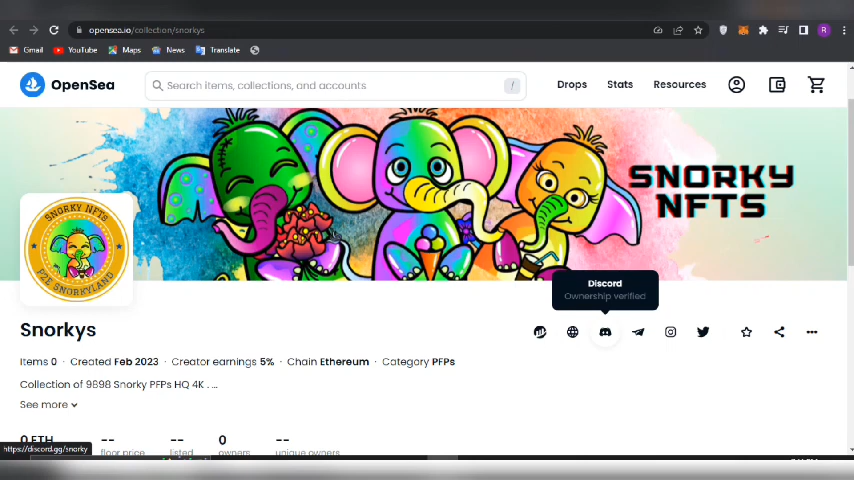 opensea.io/collection/snorkys
R
Gmail YouTube Maps News Translate
OpenSea Search items, collections, and accounts / Drops Stats Resources
SNORKY
NFTS
SNORKY NFTS
P2E SNORKYLAND
Discord
Ownership verified
Snorkys
Items 0 · Created Feb 2023 · Creator earnings 5% · Chain Ethereum · Category PFPs
Collection of 9898 Snorky PFPs HQ 4K . ...
See more
0 ETH -- -- 0 --
floor price listed owners unique owners
https://discord.gg/snorky